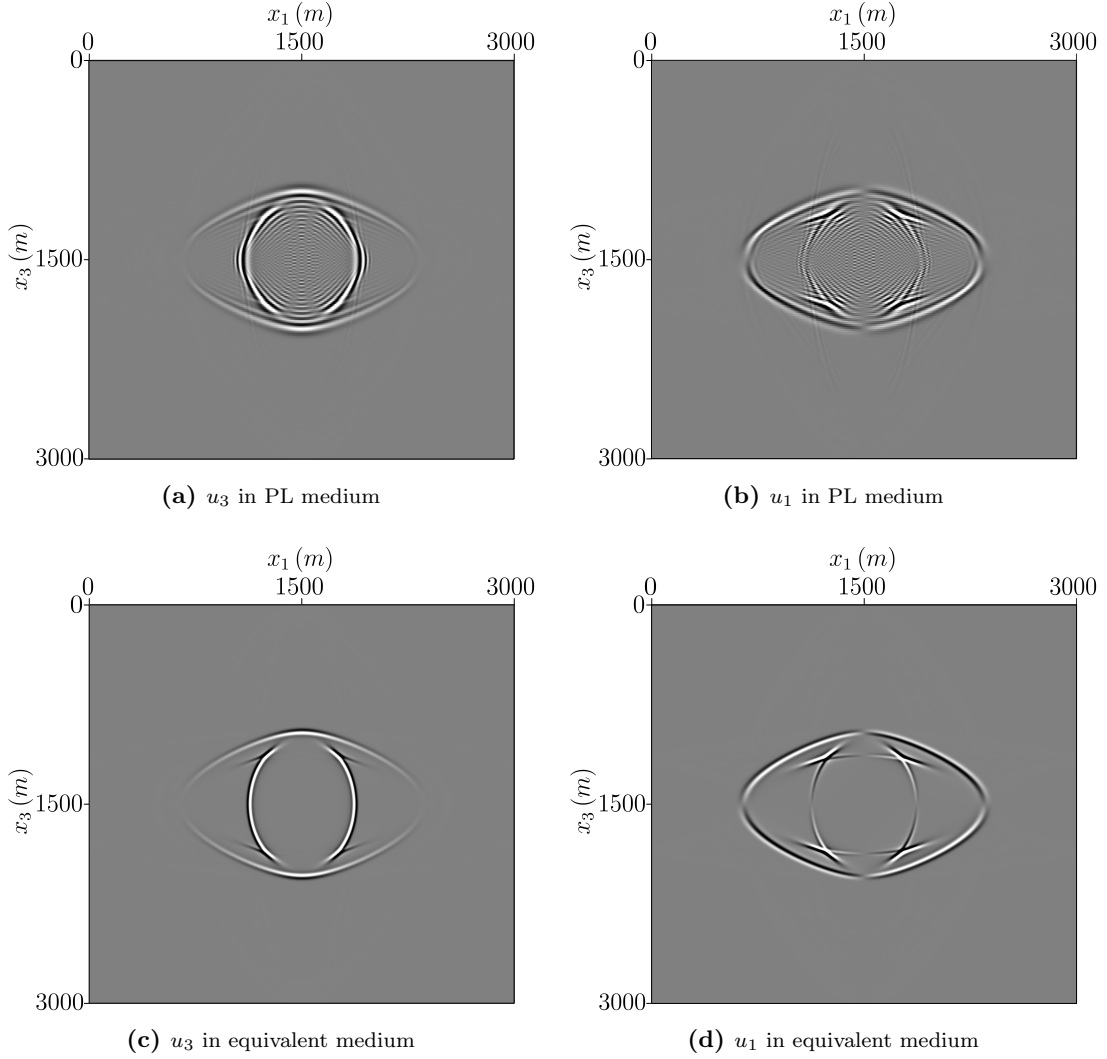 x₁ (m)
0 1500 3000
0
x₃ (m)
1500
3000
(a) u₃ in PL medium
x₁ (m)
0 1500 3000
0
x₃ (m)
1500
3000
(b) u₁ in PL medium
x₁ (m)
0 1500 3000
0
x₃ (m)
1500
3000
(c) u₃ in equivalent medium
x₁ (m)
0 1500 3000
0
x₃ (m)
1500
3000
(d) u₁ in equivalent medium